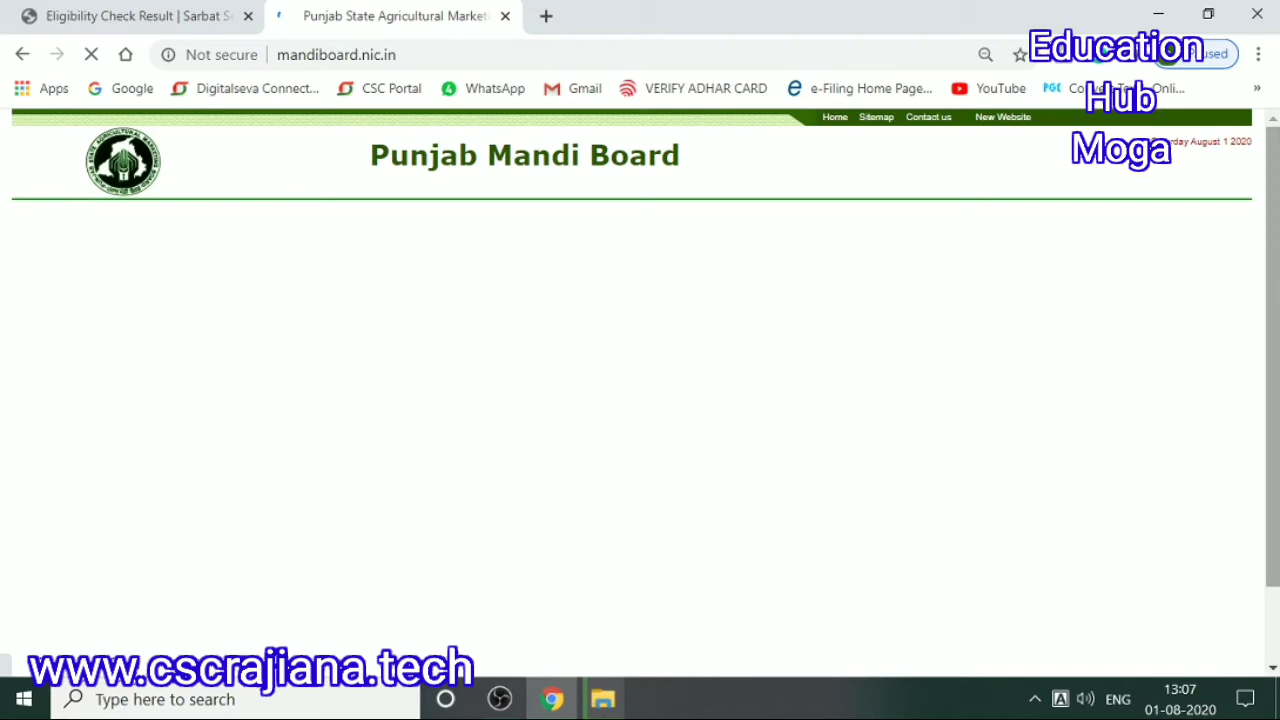 Eligibility Check Result | Sarbat Se
Punjab State Agricultural Market
Not secure
mandiboard.nic.in
Apps
Google
Digitalseva Connect...
CSC Portal
WhatsApp
Gmail
VERIFY ADHAR CARD
e-Filing Home Page...
YouTube
Education
Hub
Moga
Home
Sitemap
Contact us
New Website
Punjab Mandi Board
August 1 2020
www.cscrajiana.tech
Type here to search
ENG
13:07
01-08-2020